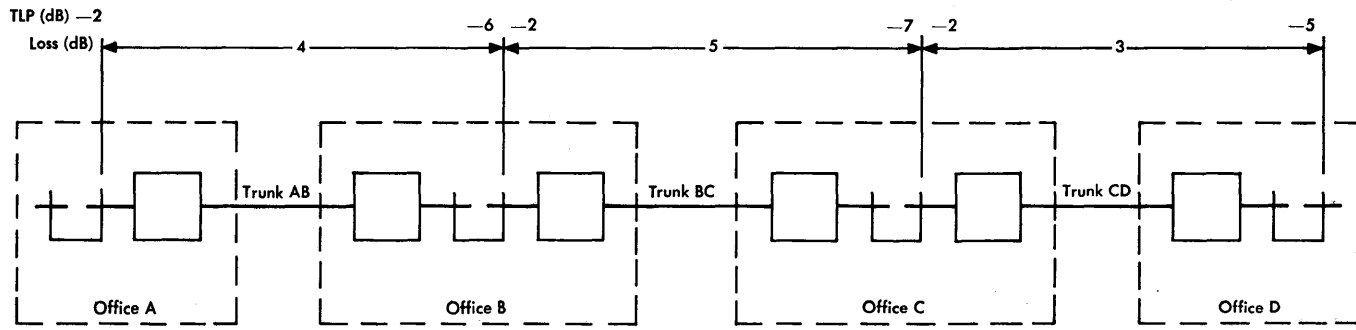 TLP (dB) —2 —6 —2 —7 —2 —5
Loss (dB) 4 5 3
Trunk AB Trunk BC Trunk CD
Office A Office B Office C Office D